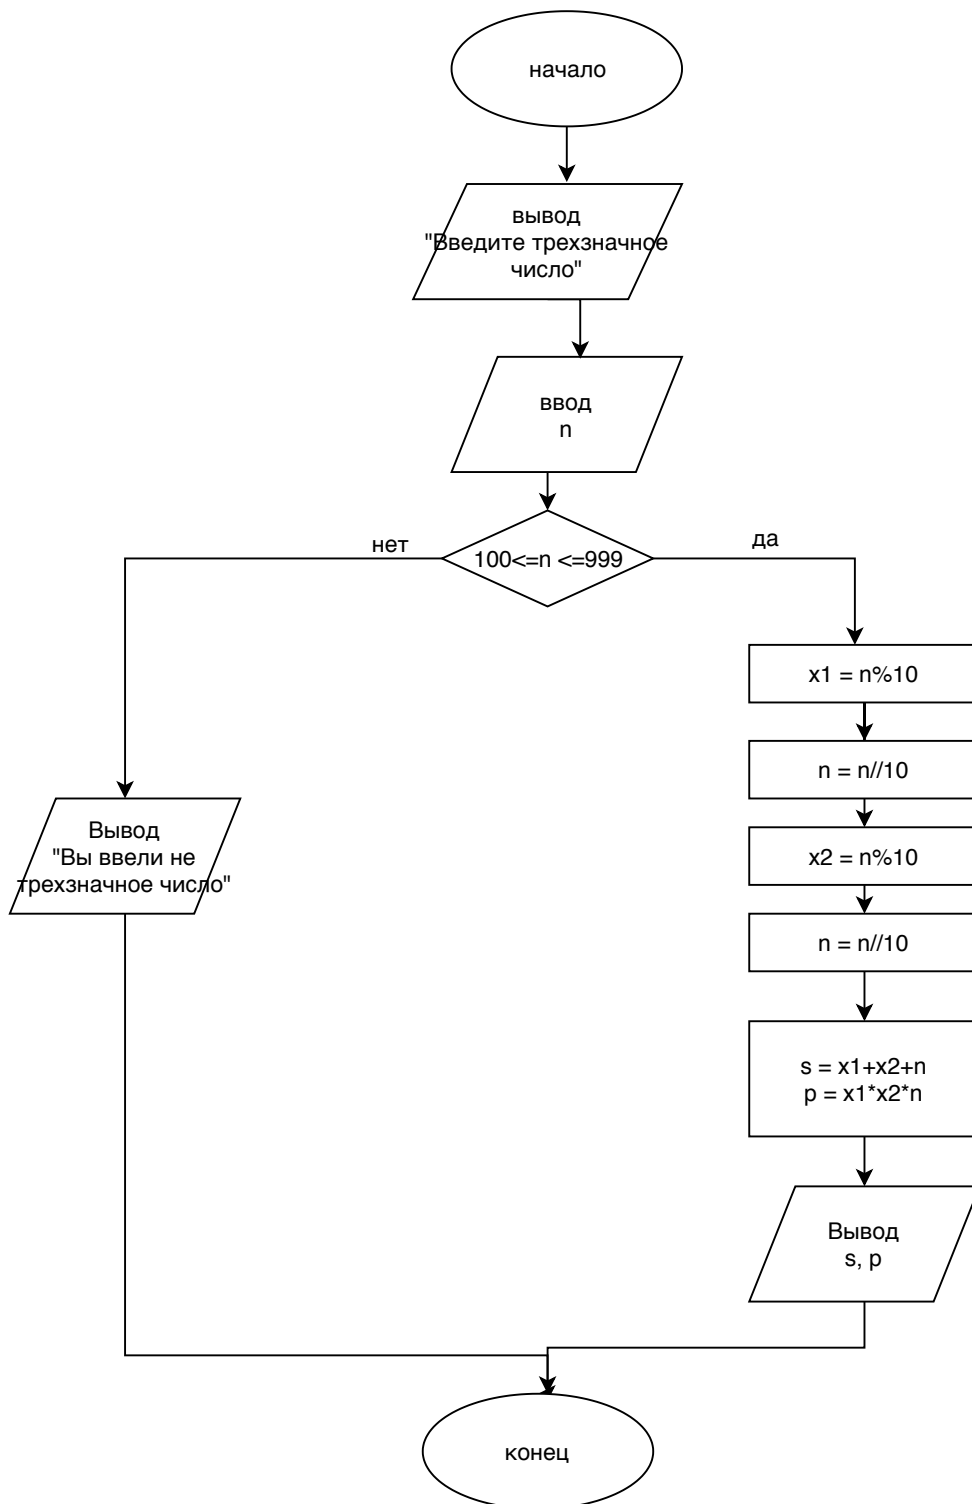 начало
вывод
"Введите трехзначное
число"
ввод
n
нет
100<=n <=999
да
x1 = n%10
n = n//10
x2 = n%10
n = n//10
Вывод
"Вы ввели не
трехзначное число"
s = x1+x2+n
p = x1*x2*n
Вывод
s, p
конец